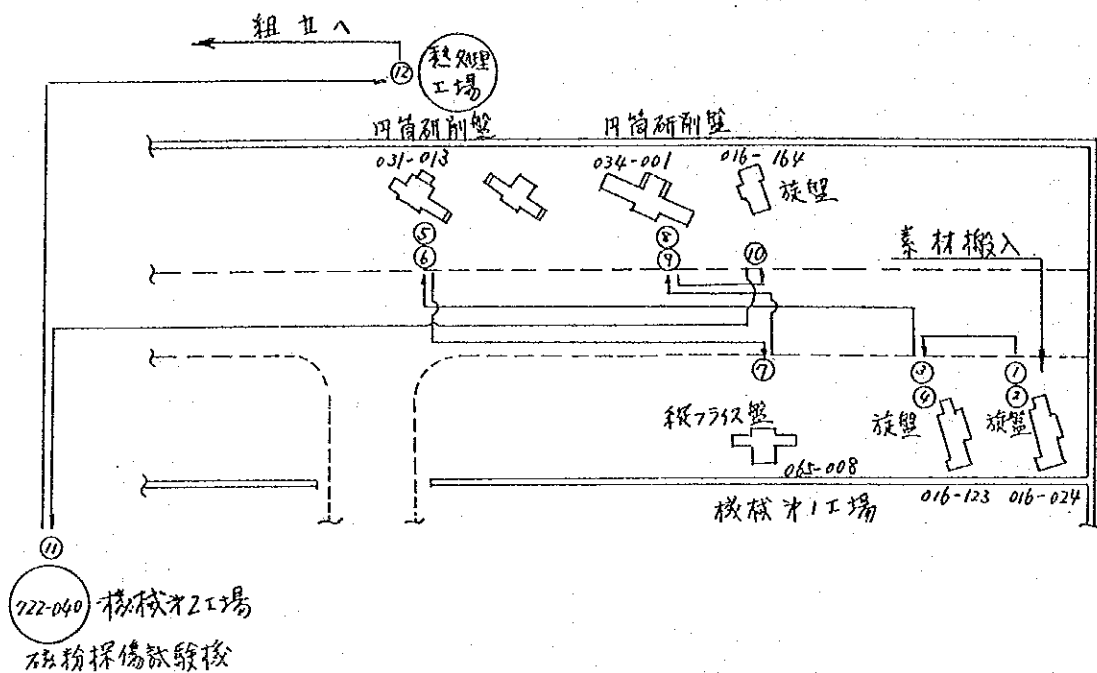 組立へ
⑫
熱処理
工場
円筒研削盤
円筒研削盤
031-013
034-001
016-164
旋盤
⑤
⑥
⑧
⑨
⑩
素材搬入
⑦
③
④
①
②
縦フライス盤
旋盤
旋盤
065-008
016-123
016-024
機械才1工場
⑪
722-040
機械才2工場
磁粉探傷試験機